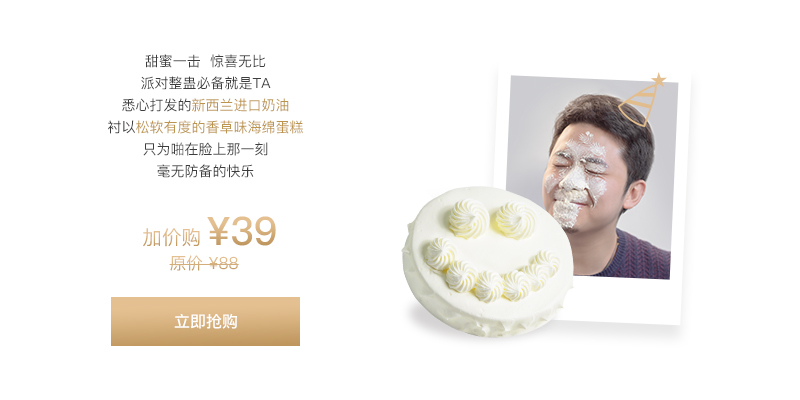 甜蜜一击 惊喜无比
派对整蛊必备就是TA
悉心打发的新西兰进口奶油
衬以松软有度的香草味海绵蛋糕
只为啪在脸上那一刻
毫无防备的快乐
加价购 ¥39
原价 ¥88
立即抢购